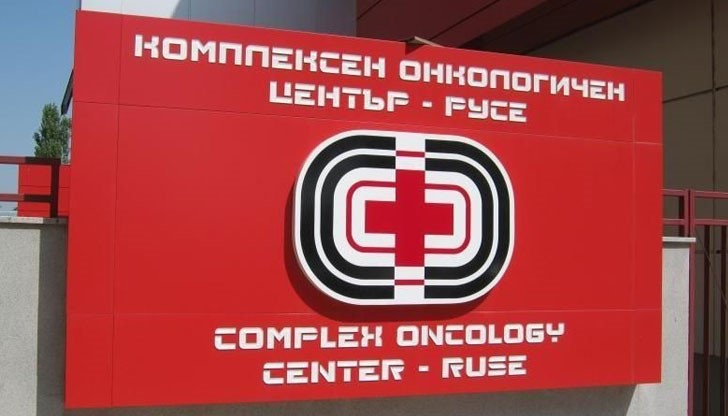 КОМПЛЕКСЕН ОНКОЛОГИЧЕН
ЦЕНТЪР - РУСЕ
COMPLEX ONCOLOGY
CENTER - RUSE